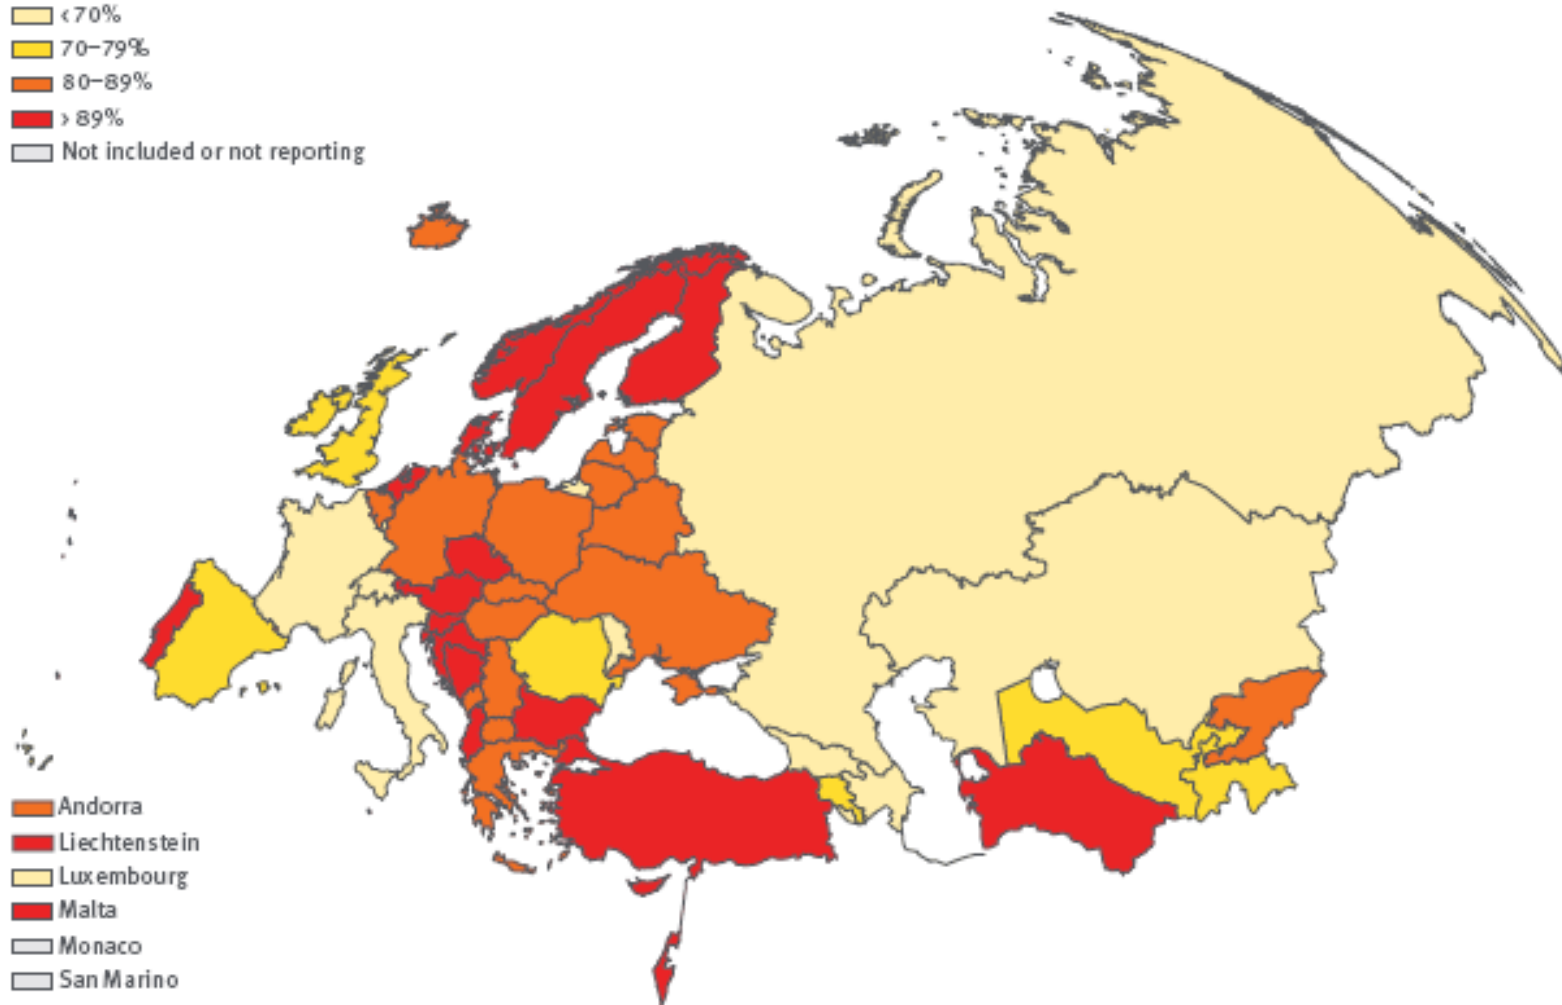 <70%
70–79%
80–89%
>89%
Not included or not reporting
Andorra
Liechtenstein
Luxembourg
Malta
Monaco
San Marino